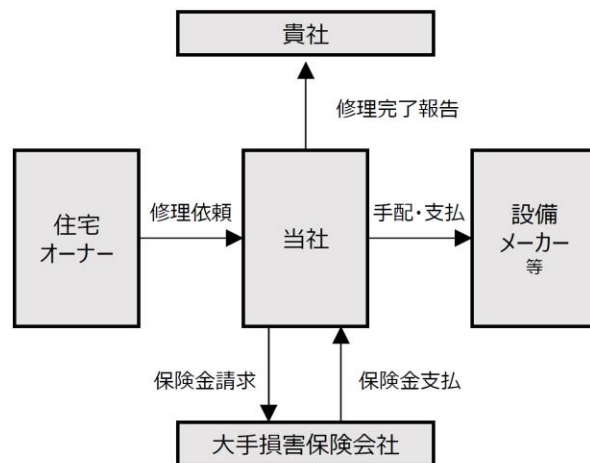 貴社
修理完了報告
住宅
オーナー
修理依頼
当社
手配・支払
設備
メーカー
等
保険金請求
保険金支払
大手損害保険会社